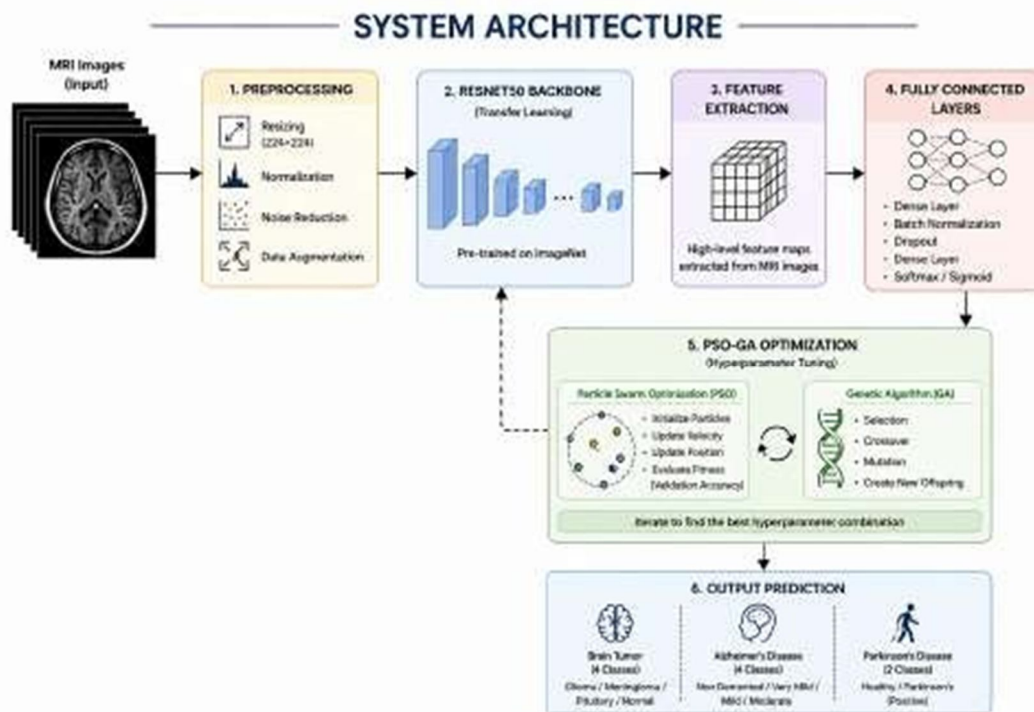 SYSTEM ARCHITECTURE
MRI Images
(Input)
1. PREPROCESSING
Resizing
(224×224)
Normalization
Noise Reduction
Data Augmentation
2. RESNET50 BACKBONE
(Transfer Learning)
...
Pre-trained on ImageNet
3. FEATURE
EXTRACTION
High-level feature maps
extracted from MRI images
4. FULLY CONNECTED
LAYERS
• Dense Layer
• Batch Normalization
• Dropout
• Dense Layer
• Softmax / Sigmoid
5. PSO-GA OPTIMIZATION
(Hyperparameter Tuning)
Particle Swarm Optimization (PSO)
• Initialize Particles
• Update Velocity
• Update Position
• Evaluate Fitness
(Validation Accuracy)
Genetic Algorithm (GA)
• Selection
• Crossover
• Mutation
• Create New Offspring
Iterate to find the best hyperparameter combination
6. OUTPUT PREDICTION
Brain Tumor
(4 Classes)
Glioma / Meningioma /
Pituitary / Normal
Alzheimer's Disease
(4 Classes)
Non Demented / Very Mild /
Mild / Moderate
Parkinson's Disease
(2 Classes)
Healthy / Parkinson's
(Positive)